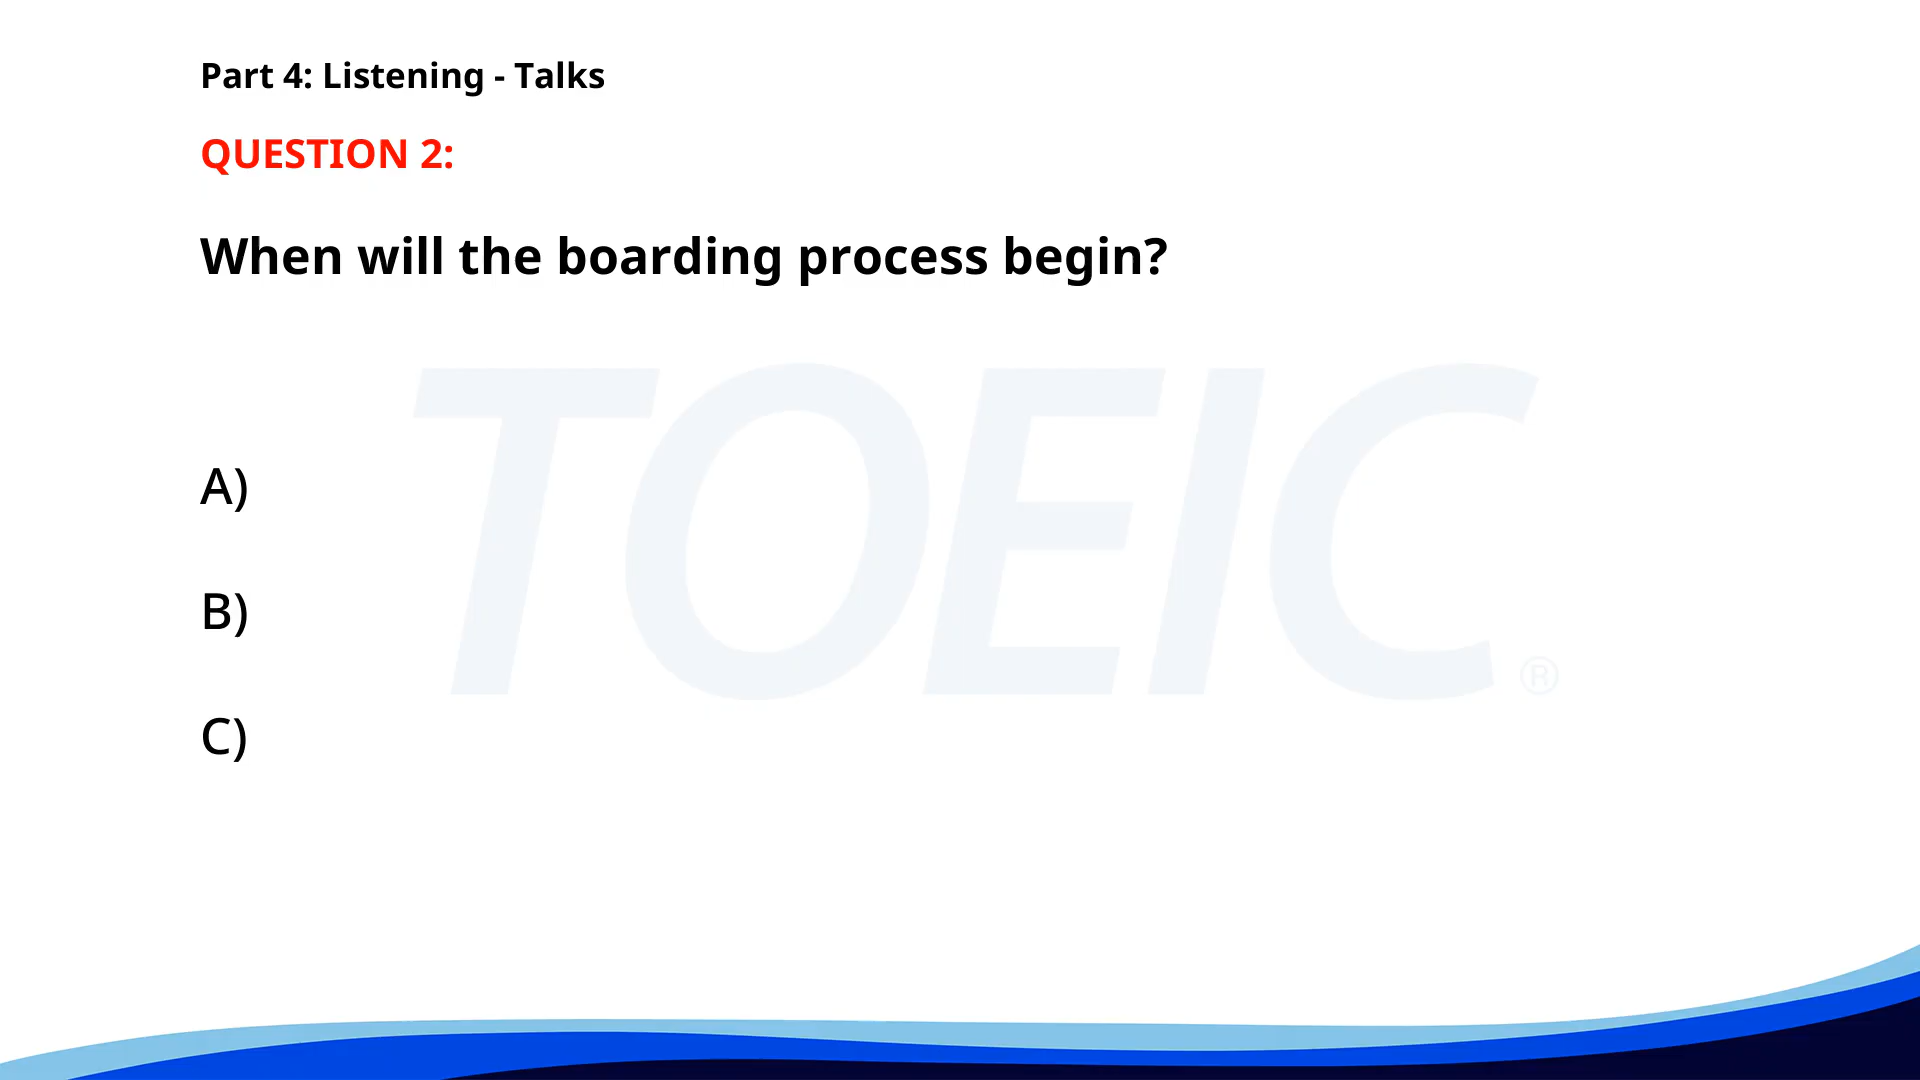 Part 4: Listening - Talks
QUESTION 2:
When will the boarding process begin?
TOEIC®
A)
B)
C)